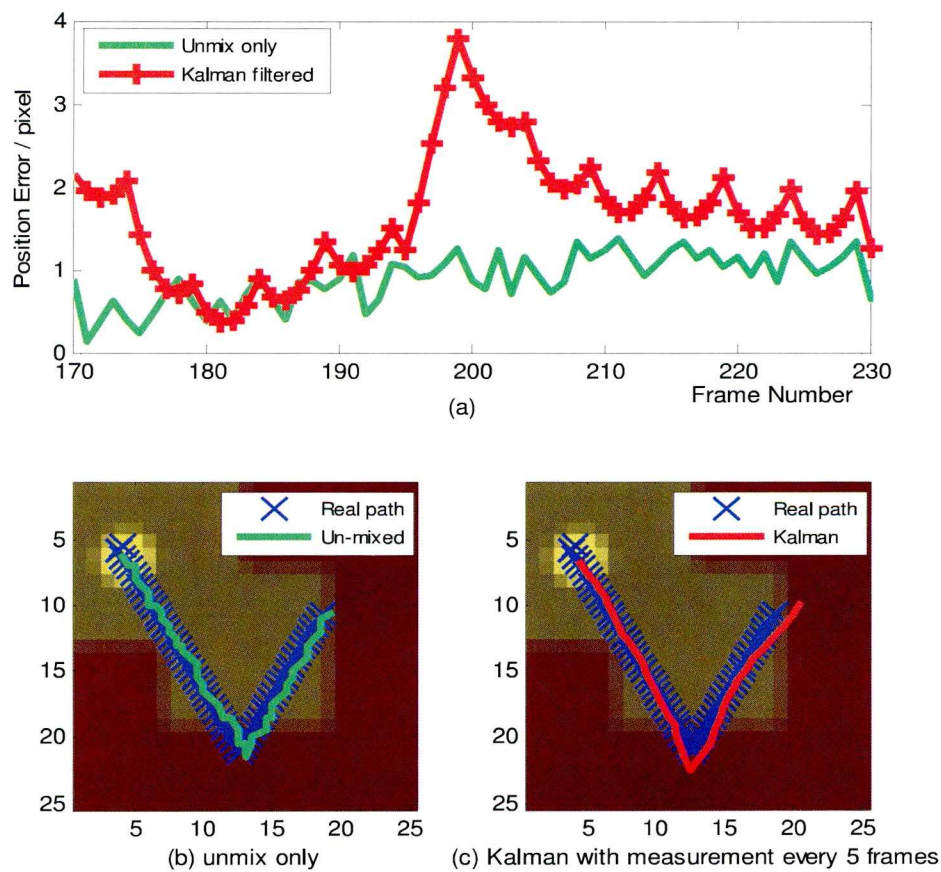 4
3
2
1
0
Position Error / pixel
Unmix only
Kalman filtered
170 180 190 200 210 220 230
Frame Number
(a)
5
10
15
20
25
Real path
Un-mixed
5 10 15 20 25
(b) unmix only
5
10
15
20
25
Real path
Kalman
5 10 15 20 25
(c) Kalman with measurement every 5 frames